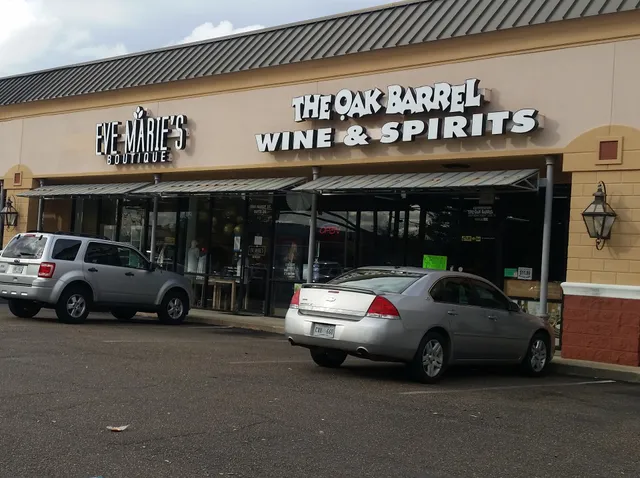 EVE MARIE'S
BOUTIQUE
THE OAK BARREL
WINE & SPIRITS